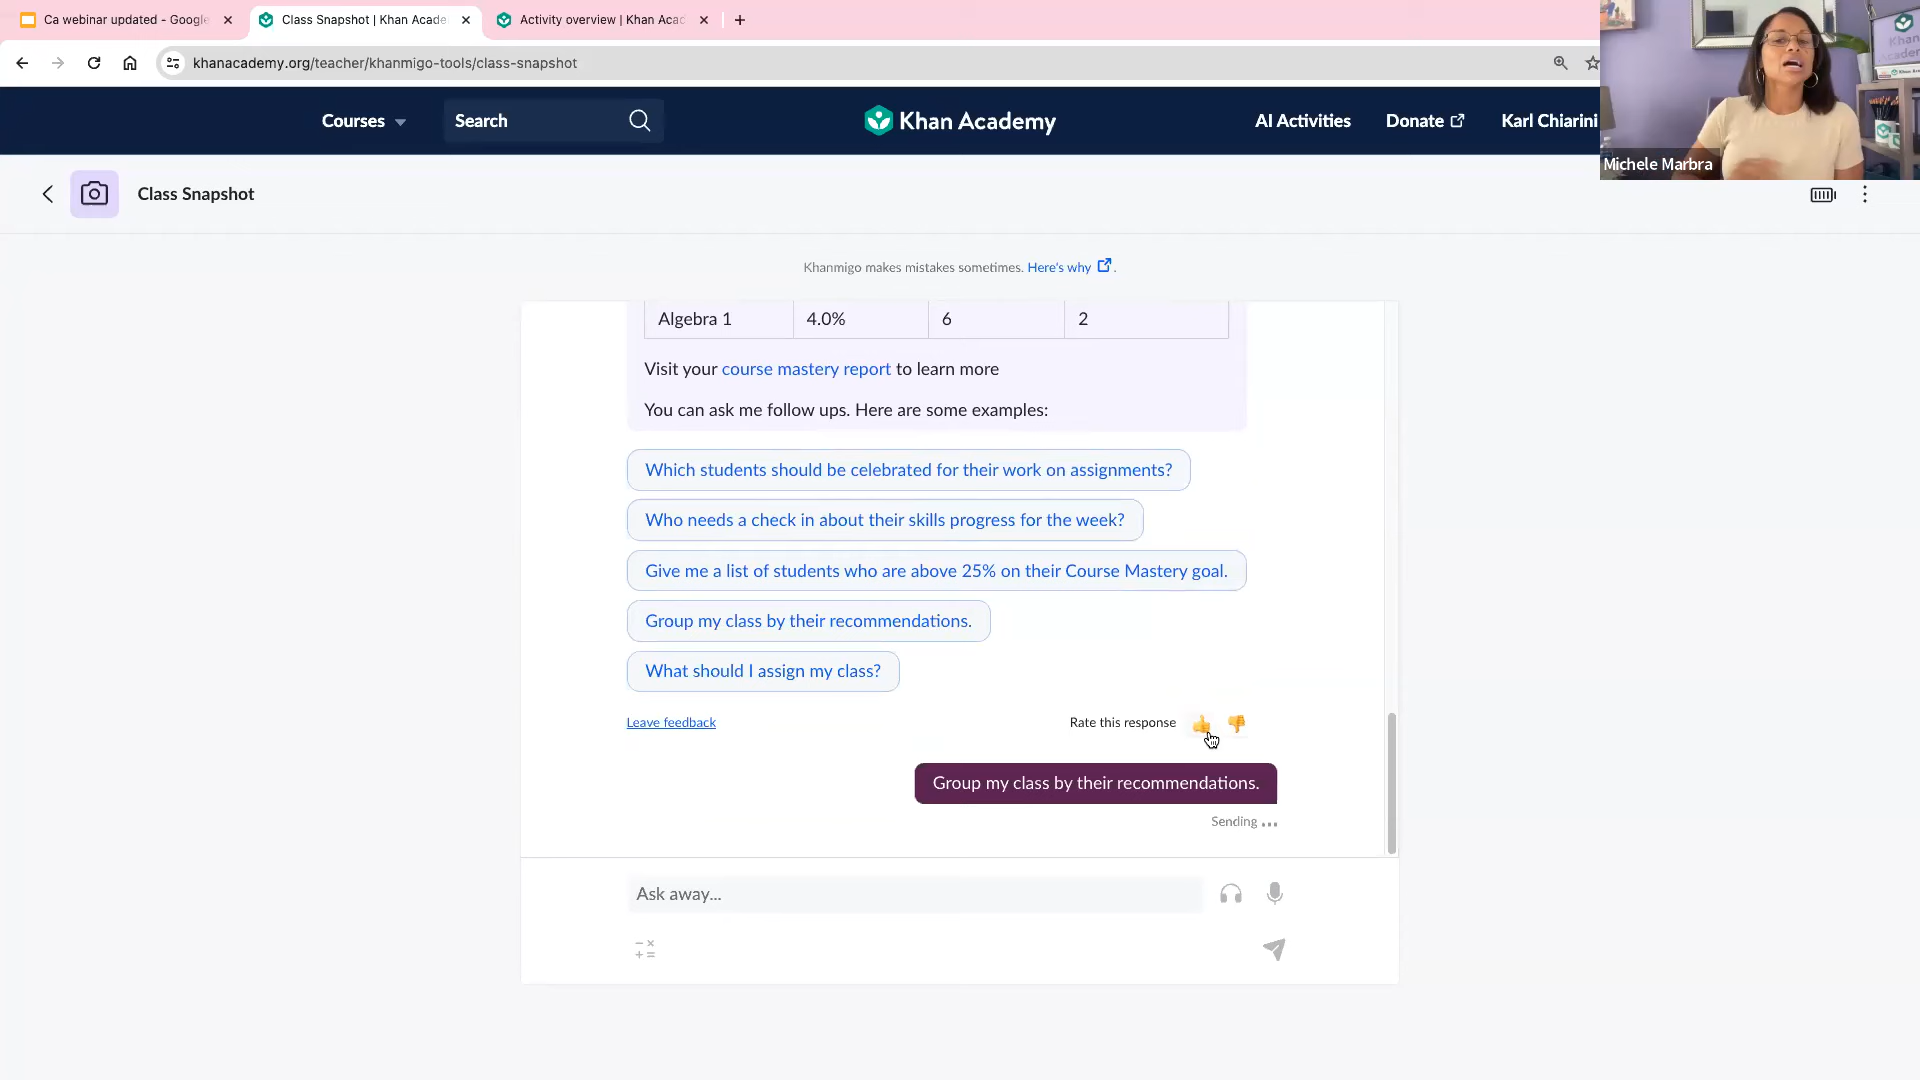 Ca webinar updated - Google
Class Snapshot | Khan Acade
Activity overview | Khan Acad
khanacademy.org/teacher/khanmigo-tools/class-snapshot
Courses
Search
Khan Academy
AI Activities
Donate
Karl Chiarini
Michele Marbra
Class Snapshot
Khanmigo makes mistakes sometimes. Here's why.
Algebra 1 4.0% 6 2
Visit your course mastery report to learn more
You can ask me follow ups. Here are some examples:
Which students should be celebrated for their work on assignments?
Who needs a check in about their skills progress for the week?
Give me a list of students who are above 25% on their Course Mastery goal.
Group my class by their recommendations.
What should I assign my class?
Leave feedback
Rate this response
Group my class by their recommendations.
Sending ...
Ask away...